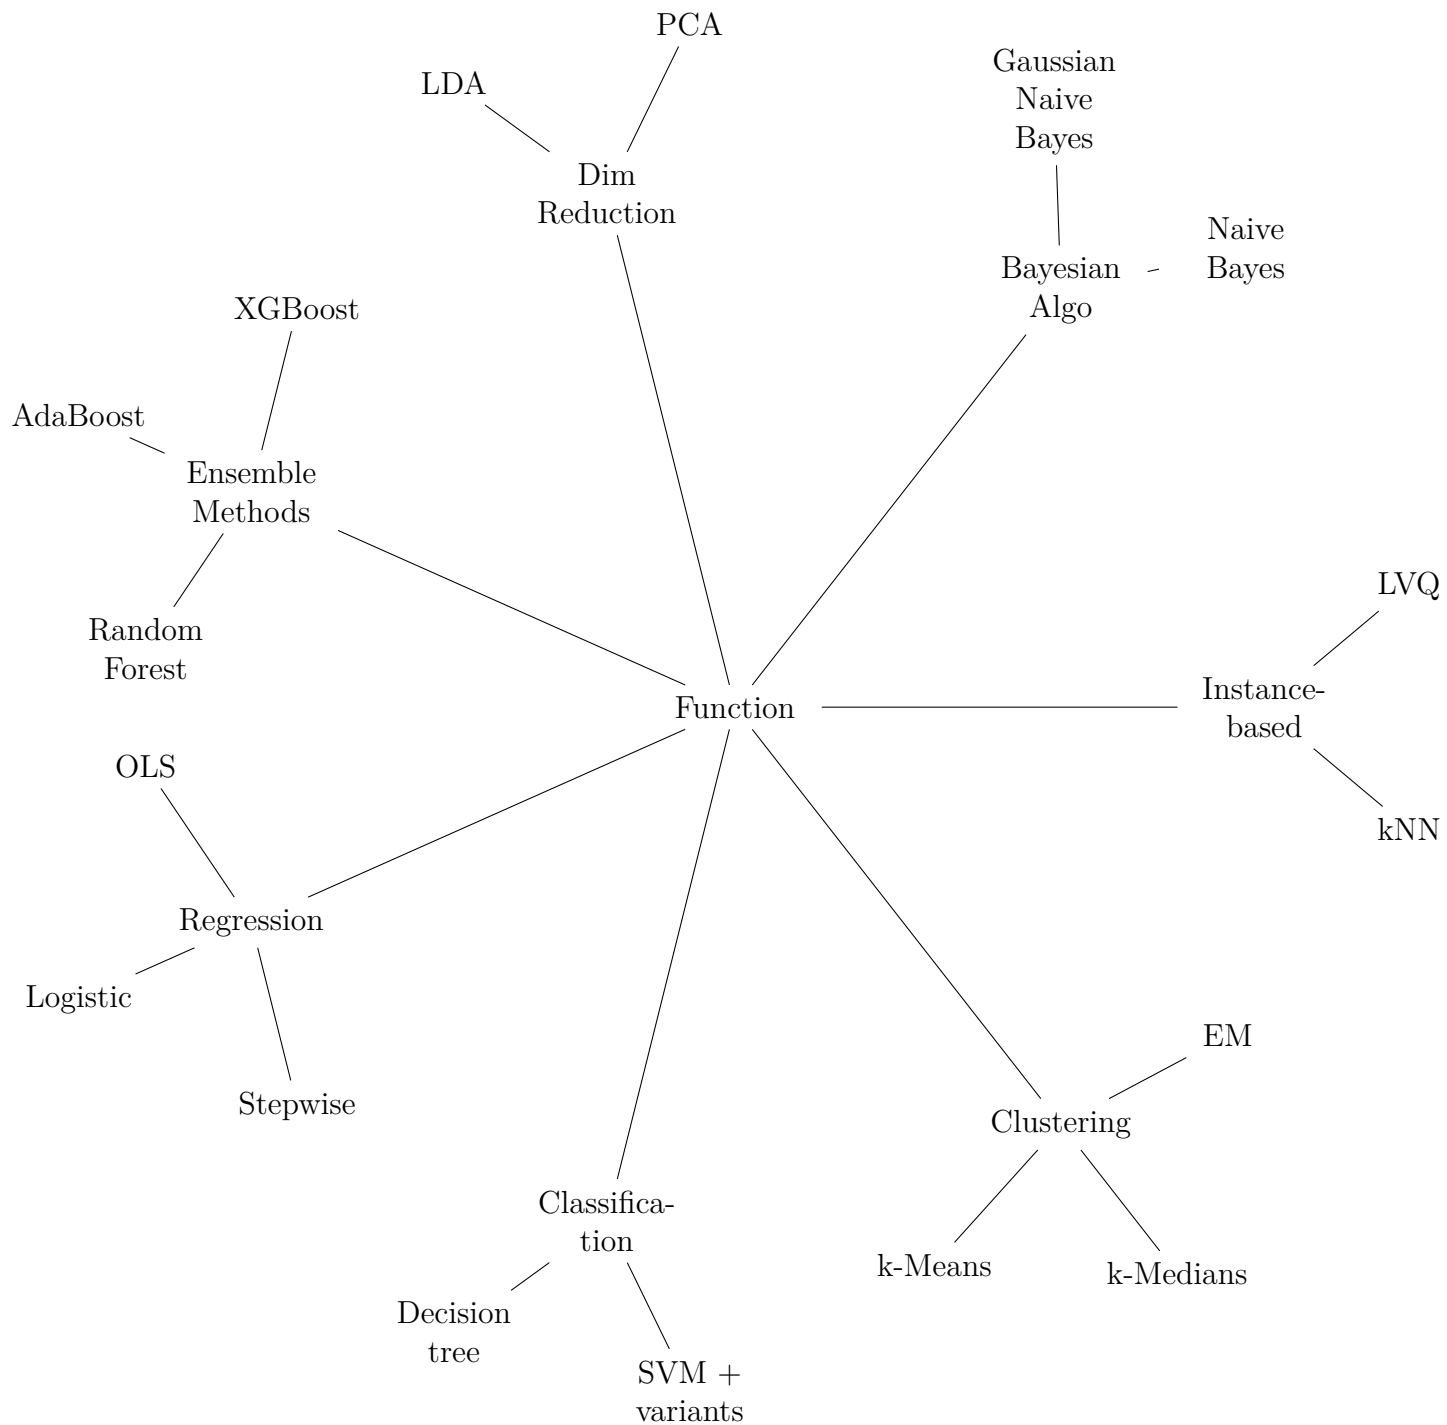 PCA
LDA
Gaussian
Naive
Bayes
Dim
Reduction
Naive
Bayes
Bayesian
Algo
XGBoost
AdaBoost
Ensemble
Methods
LVQ
Random
Forest
Instance-
based
Function
OLS
kNN
Regression
Logistic
EM
Stepwise
Clustering
Classifica-
tion
k-Means
k-Medians
Decision
tree
SVM +
variants